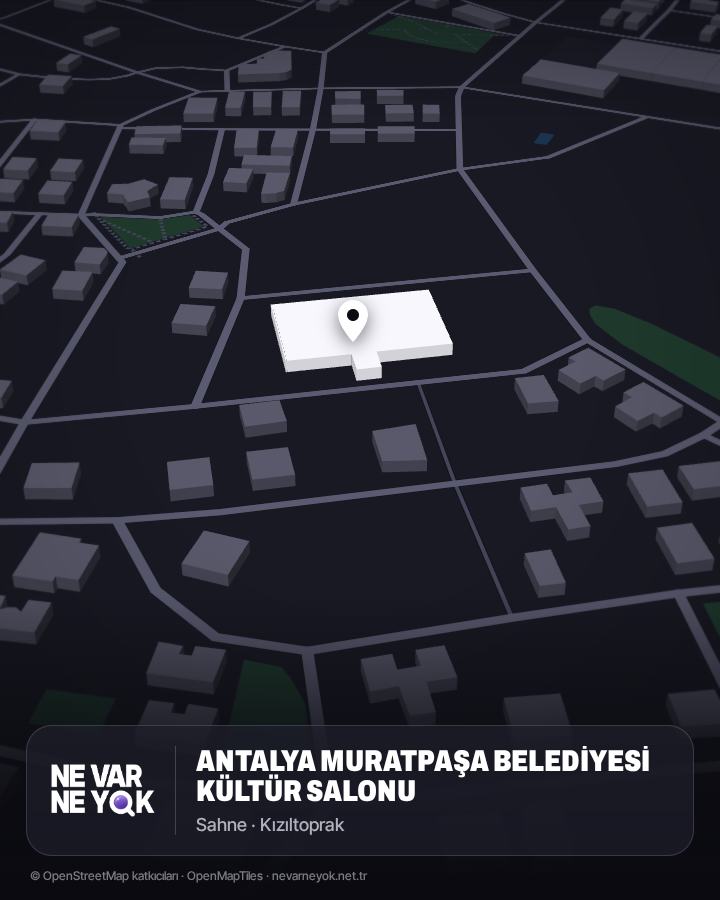 NE VAR
NE YOK
ANTALYA MURATPAŞA BELEDİYESİ
KÜLTÜR SALONU
Sahne · Kızıltoprak
© OpenStreetMap katkıcıları · OpenMapTiles · nevarneyok.net.tr